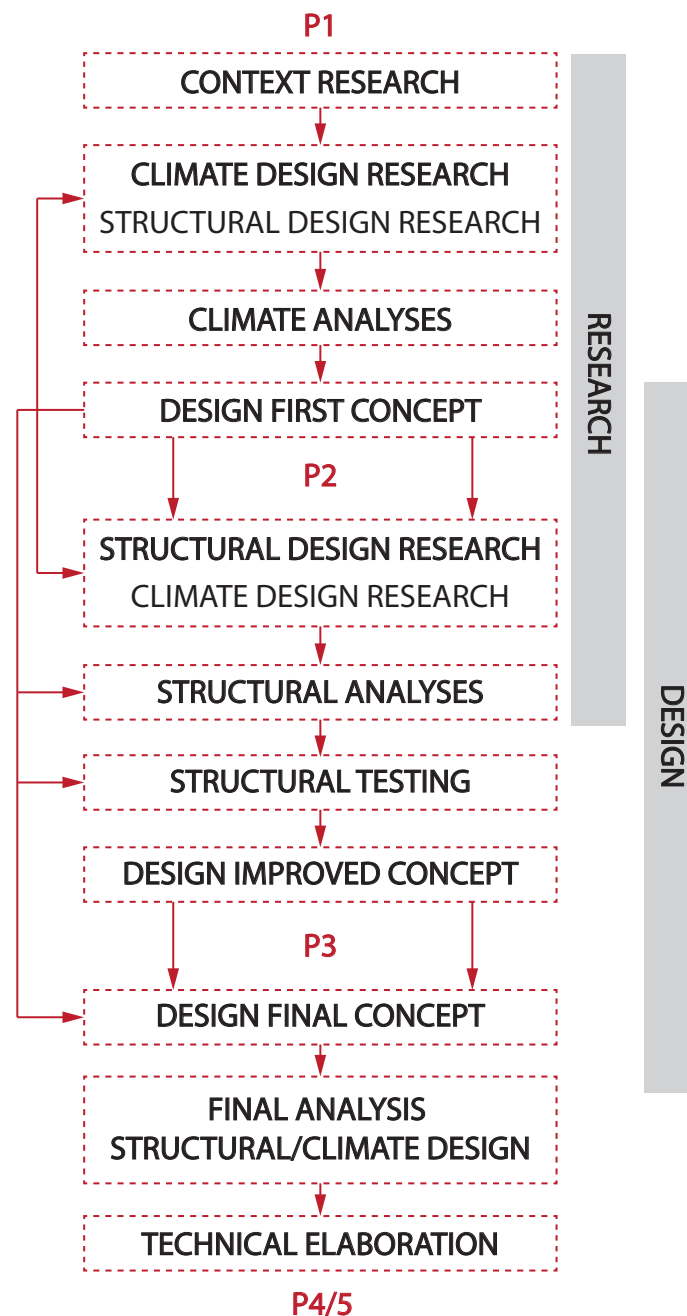 P1
CONTEXT RESEARCH
CLIMATE DESIGN RESEARCH
STRUCTURAL DESIGN RESEARCH
CLIMATE ANALYSES
DESIGN FIRST CONCEPT
P2
STRUCTURAL DESIGN RESEARCH
CLIMATE DESIGN RESEARCH
STRUCTURAL ANALYSES
STRUCTURAL TESTING
DESIGN IMPROVED CONCEPT
P3
DESIGN FINAL CONCEPT
FINAL ANALYSIS
STRUCTURAL/CLIMATE DESIGN
TECHNICAL ELABORATION
P4/5
RESEARCH
DESIGN